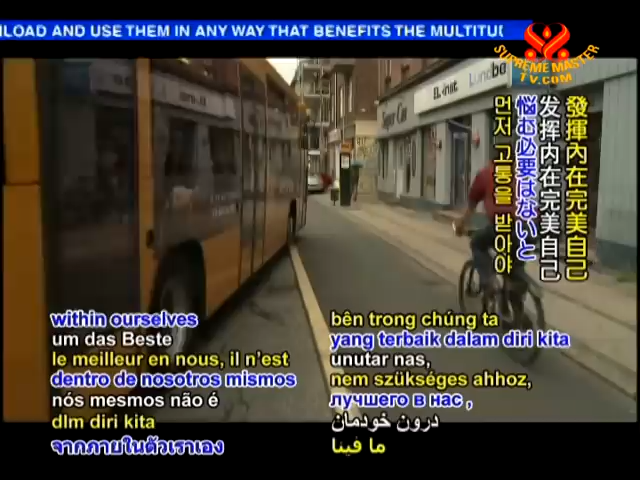 NLOAD AND USE THEM IN ANY WAY THAT BENEFITS THE MULTITUD
SUPREME MASTER
TV.COM
EL-inst
發揮內在完美自己
发挥内在完美自己
悩お必要はないと
먼저 고통을 받아야
within ourselves
um das Beste
le meilleur en nous, il n'est
dentro de nosotros mismos
nós mesmos não é
dlm diri kita
จากภายในตัวเราเอง
bên trong chúng ta
yang terbaik dalam diri kita
unutar nas,
nem szükséges ahhoz,
лучшего в нас ,
درون خودمان
ما فينا